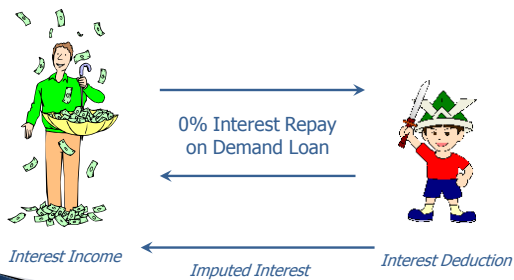 0% Interest Repay
on Demand Loan
Interest Income
Imputed Interest
Interest Deduction